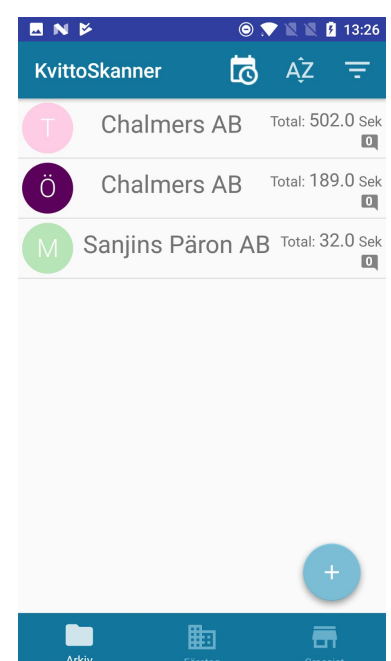 13:26
KvittoSkanner AZ
T Chalmers AB Total: 502.0 Sek
0
Ö Chalmers AB Total: 189.0 Sek
0
M Sanjins Päron AB Total: 32.0 Sek
0
+
Arkiv Företag